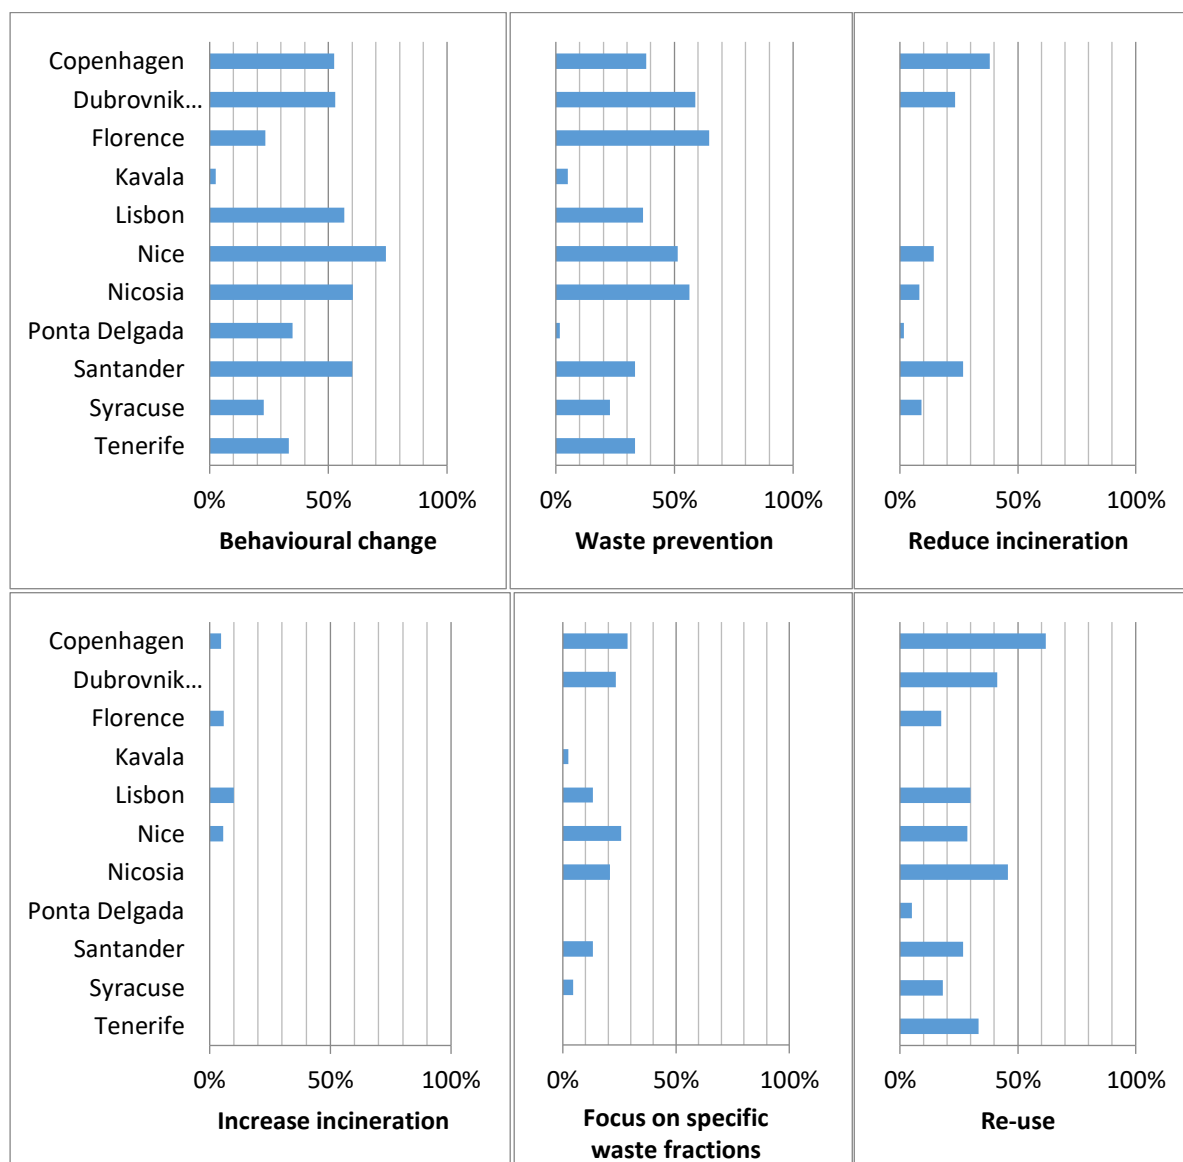 Copenhagen
Dubrovnik...
Florence
Kavala
Lisbon
Nice
Nicosia
Ponta Delgada
Santander
Syracuse
Tenerife
0% 50% 100%
Behavioural change
0% 50% 100%
Waste prevention
0% 50% 100%
Reduce incineration
Copenhagen
Dubrovnik...
Florence
Kavala
Lisbon
Nice
Nicosia
Ponta Delgada
Santander
Syracuse
Tenerife
0% 50% 100%
Increase incineration
0% 50% 100%
Focus on specific
waste fractions
0% 50% 100%
Re-use